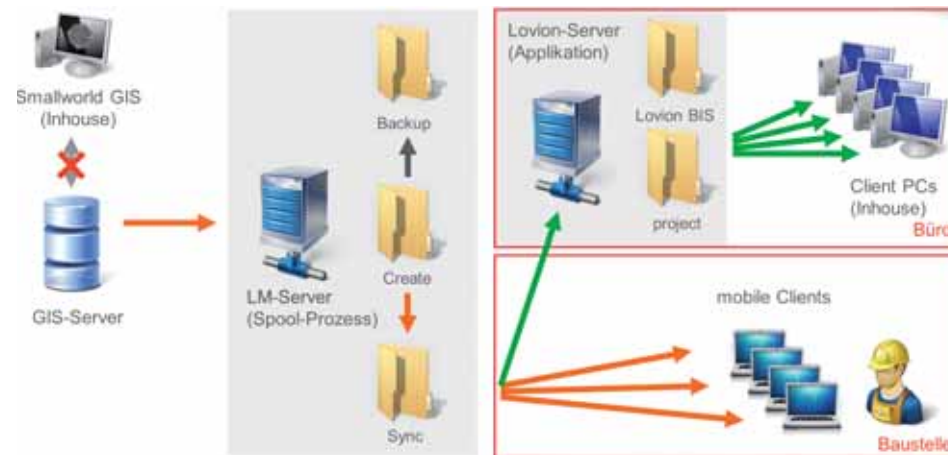 Smallworld GIS
(Inhouse)
GIS-Server
LM-Server
(Spool-Prozess)
Backup
Create
Sync
Lovion-Server
(Applikation)
Lovion BIS
project
Client PCs
(Inhouse)
Büro
mobile Clients
Baustelle